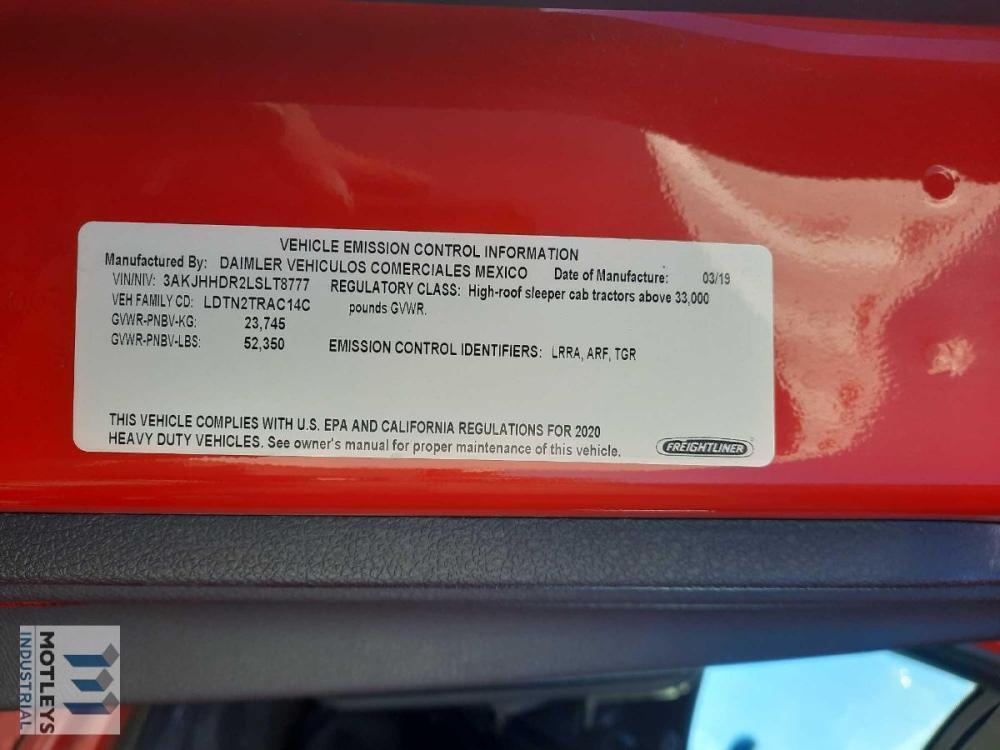 VEHICLE EMISSION CONTROL INFORMATION
Manufactured By: DAIMLER VEHICULOS COMERCIALES MEXICO Date of Manufacture: 03/19
VIN/NIV: 3AKJHHDR2LSLT8777 REGULATORY CLASS: High-roof sleeper cab tractors above 33,000
VEH FAMILY CD: LDTN2TRAC14C pounds GVWR.
GVWR-PNBV-KG: 23,745
GVWR-PNBV-LBS: 52,350 EMISSION CONTROL IDENTIFIERS: LRRA, ARF, TGR
THIS VEHICLE COMPLIES WITH U.S. EPA AND CALIFORNIA REGULATIONS FOR 2020
HEAVY DUTY VEHICLES. See owner's manual for proper maintenance of this vehicle.
FREIGHTLINER
MOTLEYS
INDUSTRIAL